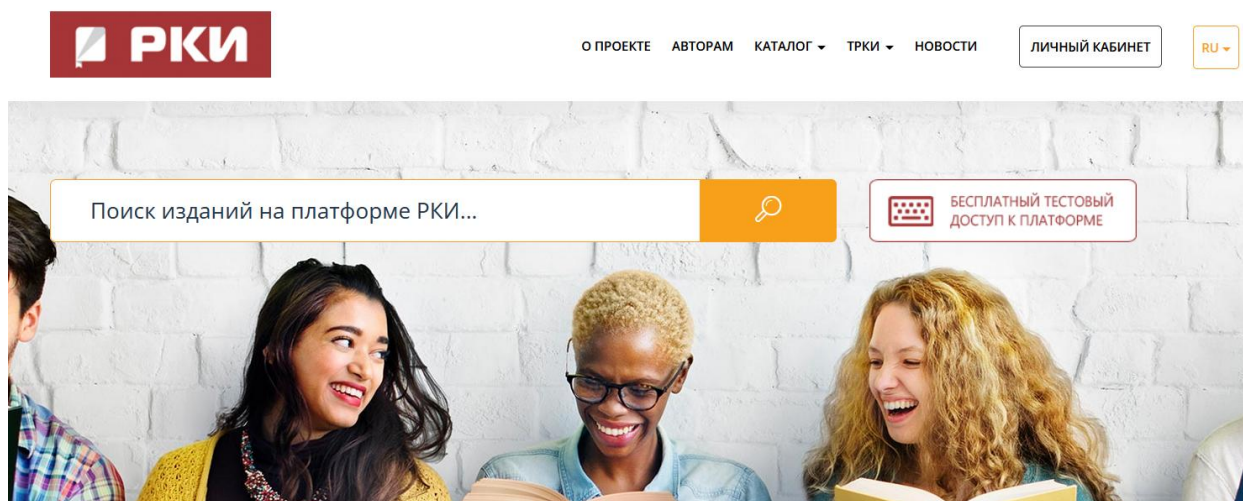 РКИ
О ПРОЕКТЕ АВТОРАМ КАТАЛОГ ТРКИ НОВОСТИ ЛИЧНЫЙ КАБИНЕТ RU
Поиск изданий на платформе РКИ...
БЕСПЛАТНЫЙ ТЕСТОВЫЙ
ДОСТУП К ПЛАТФОРМЕ